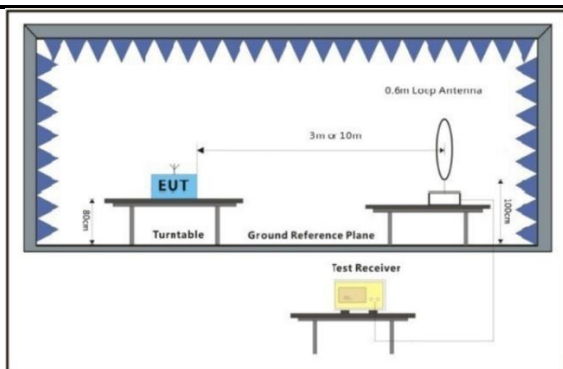 0.6m Loop Antenna
3m or 10m
EUT
80cm
100cm
Turntable
Ground Reference Plane
Test Receiver